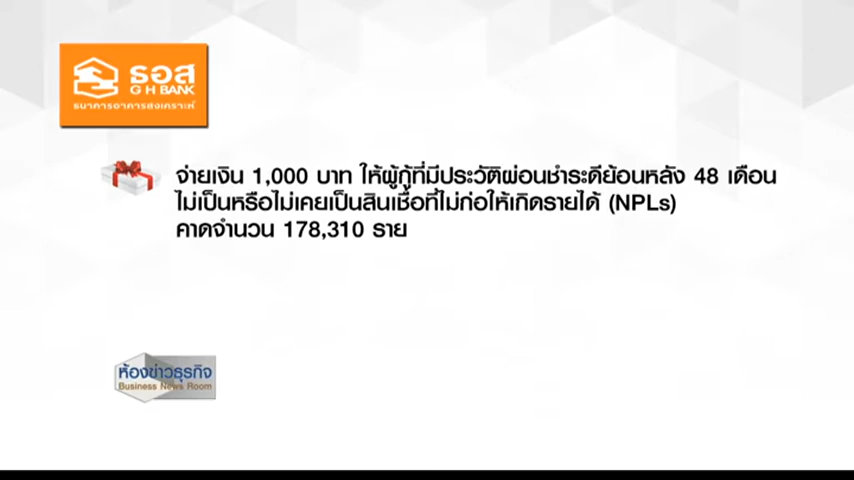 ธอส
G H BANK
ธนาคารอาคารสงเคราะห์
จ่ายเงิน 1,000 บาท ให้ผู้กู้ที่มีประวัติผ่อนชำระดีย้อนหลัง 48 เดือน
ไม่เป็นหรือไม่เคยเป็นสินเชื่อที่ไม่ก่อให้เกิดรายได้ (NPLs)
คาดจำนวน 178,310 ราย
ห้องข่าวธุรกิจ
Business News Room